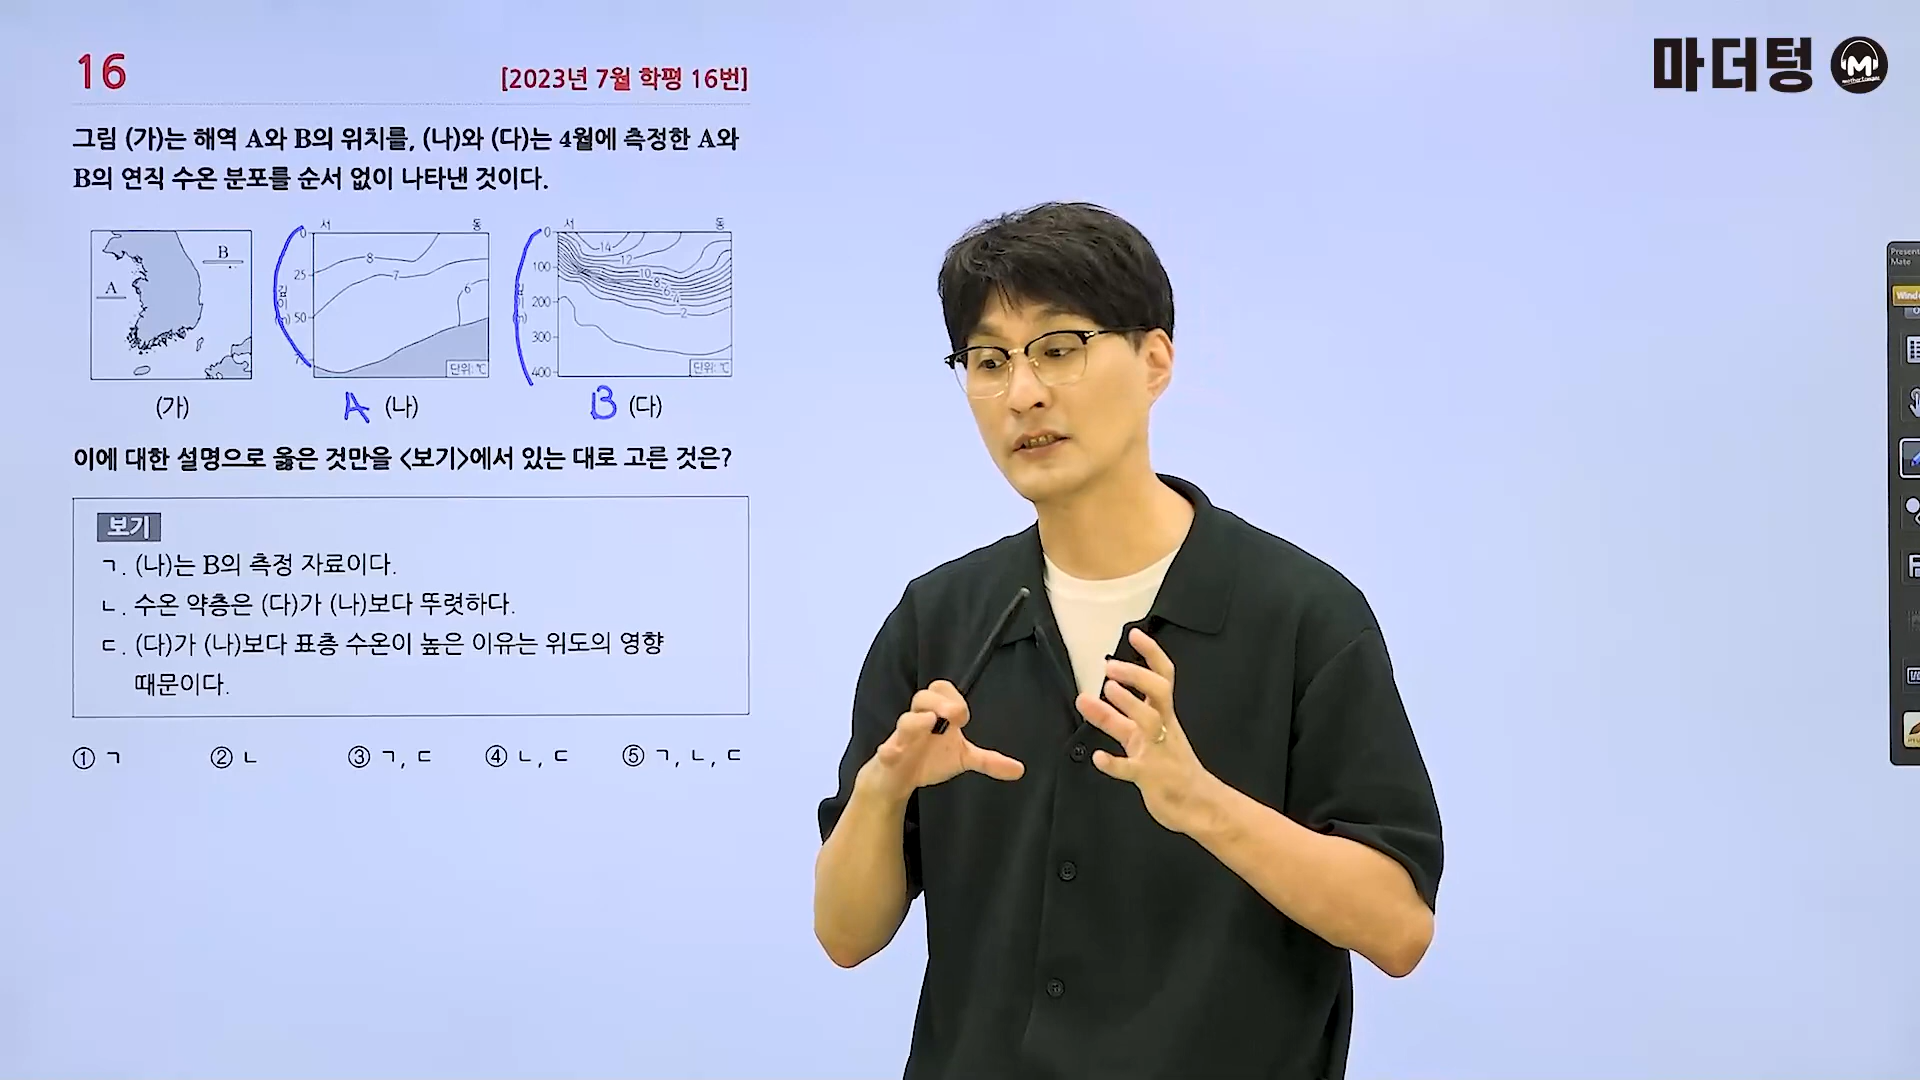 마더텅
16
[2023년 7월 학평 16번]
그림 (가)는 해역 A와 B의 위치를, (나)와 (다)는 4월에 측정한 A와
B의 연직 수온 분포를 순서 없이 나타낸 것이다.
A
B
(가)
서 동
0
25
50
깊이(m)
8
7
6
단위: ℃
A (나)
서 동
0
100
200
300
400
14
12
10
8
6
4
2
단위: ℃
B (다)
이에 대한 설명으로 옳은 것만을 <보기>에서 있는 대로 고른 것은?
보기
ㄱ. (나)는 B의 측정 자료이다.
ㄴ. 수온 약층은 (다)가 (나)보다 뚜렷하다.
ㄷ. (다)가 (나)보다 표층 수온이 높은 이유는 위도의 영향
때문이다.
① ㄱ ② ㄴ ③ ㄱ, ㄷ ④ ㄴ, ㄷ ⑤ ㄱ, ㄴ, ㄷ
Present
Mate